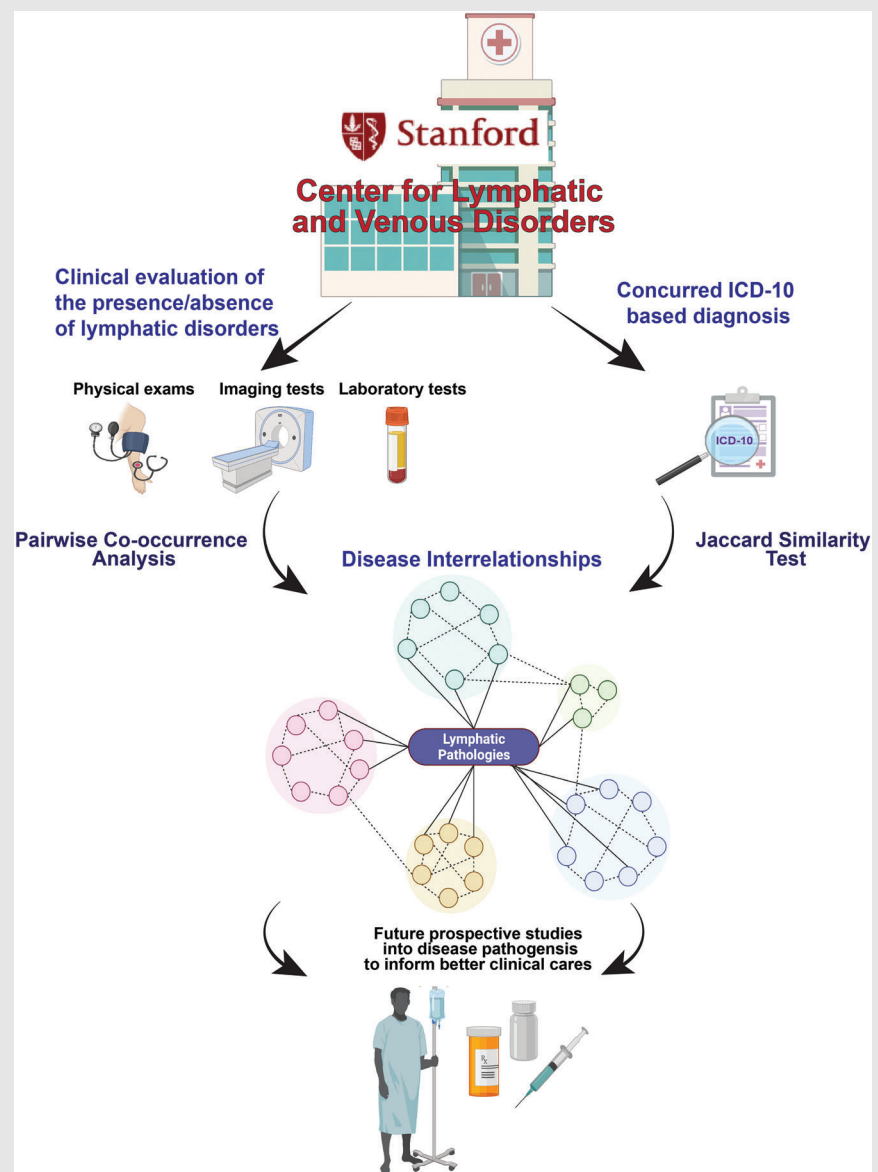 Stanford
Center for Lymphatic
and Venous Disorders
Clinical evaluation of
the presence/absence
of lymphatic disorders
Concurred ICD-10
based diagnosis
Physical exams
Imaging tests
Laboratory tests
ICD-10
Pairwise Co-occurrence
Analysis
Disease Interrelationships
Jaccard Similarity
Test
Lymphatic
Pathologies
Future prospective studies
into disease pathogensis
to inform better clinical cares
Rx